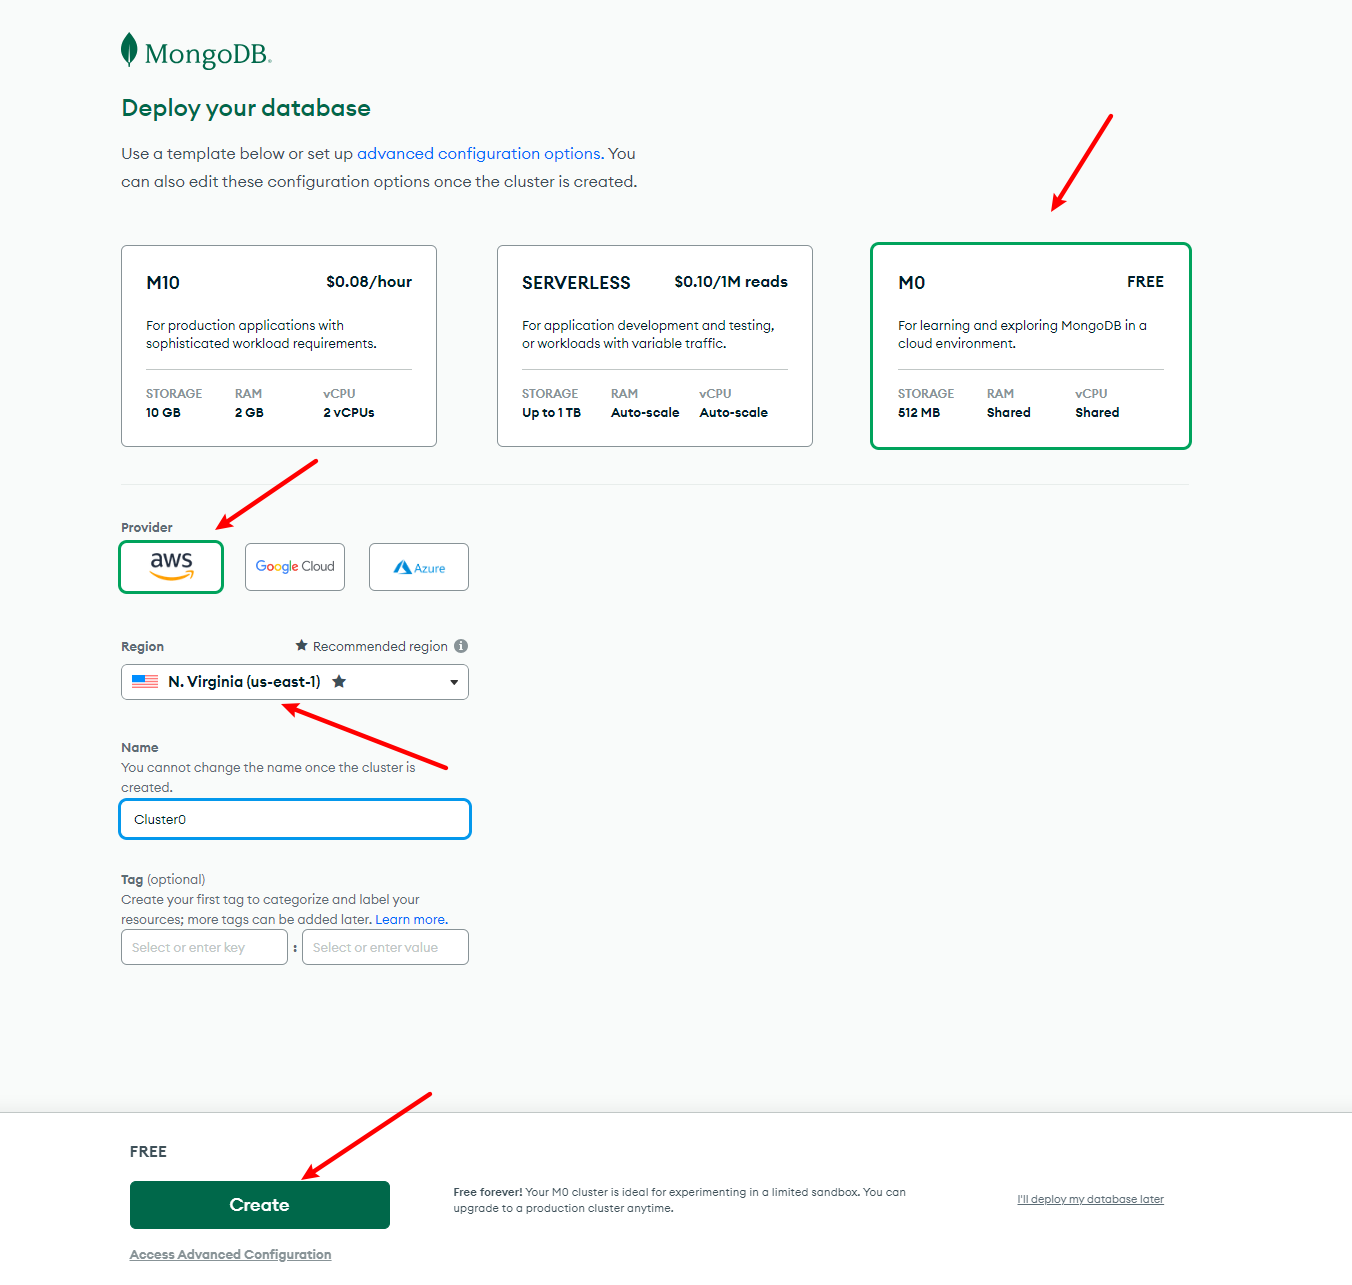 MongoDB.
Deploy your database
Use a template below or set up advanced configuration options. You
can also edit these configuration options once the cluster is created.
M10 $0.08/hour
For production applications with
sophisticated workload requirements.
STORAGE RAM vCPU
10 GB 2 GB 2 vCPUs
SERVERLESS $0.10/1M reads
For application development and testing,
or workloads with variable traffic.
STORAGE RAM vCPU
Up to 1 TB Auto-scale Auto-scale
M0 FREE
For learning and exploring MongoDB in a
cloud environment.
STORAGE RAM vCPU
512 MB Shared Shared
Provider
aws Google Cloud Azure
Region ★ Recommended region
N. Virginia (us-east-1) ★
Name
You cannot change the name once the cluster is
created.
Cluster0
Tag (optional)
Create your first tag to categorize and label your
resources; more tags can be added later. Learn more.
Select or enter key : Select or enter value
FREE
Create
Access Advanced Configuration
Free forever! Your M0 cluster is ideal for experimenting in a limited sandbox. You can
upgrade to a production cluster anytime.
I'll deploy my database later